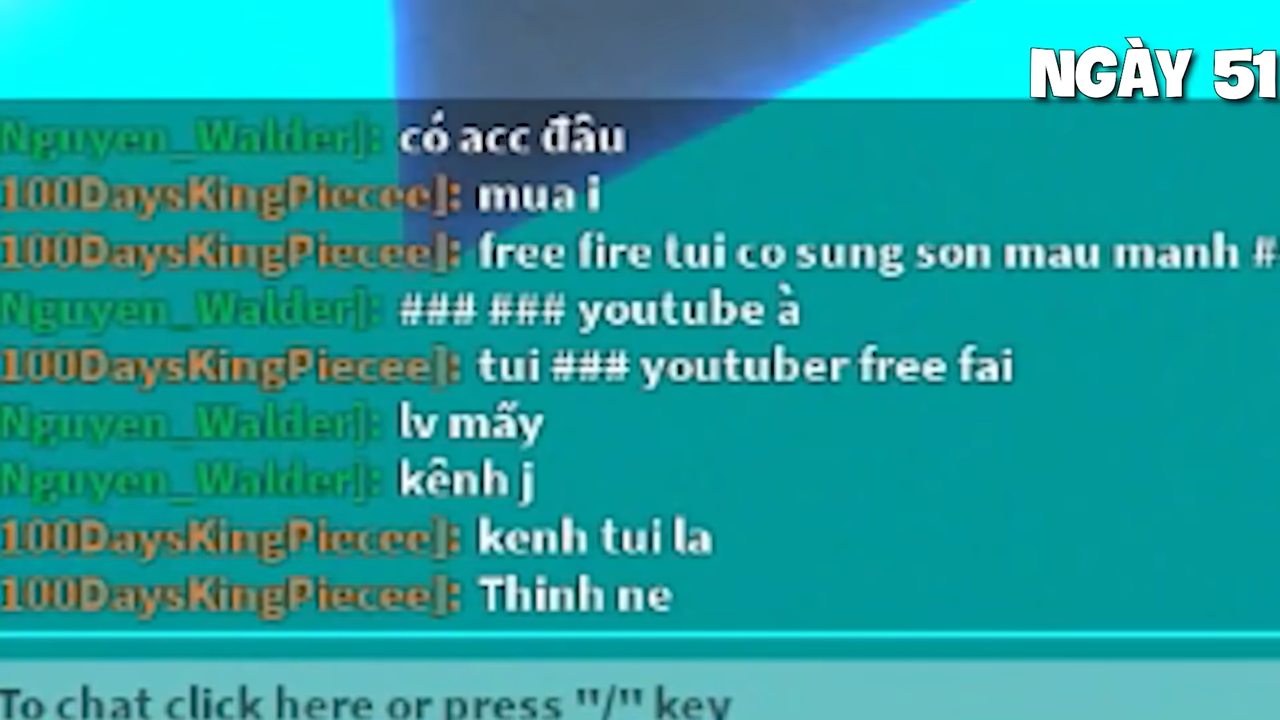 NGÀY 51
Nguyen_Walder]: có acc đâu
100DaysKingPiecee]: mua i
100DaysKingPiecee]: free fire tui co sung son mau manh #
Nguyen_Walder]: ### ### youtube à
100DaysKingPiecee]: tui ### youtuber free fai
Nguyen_Walder]: lv mấy
Nguyen_Walder]: kênh j
100DaysKingPiecee]: kenh tui la
100DaysKingPiecee]: Thinh ne
To chat click here or press "/" key